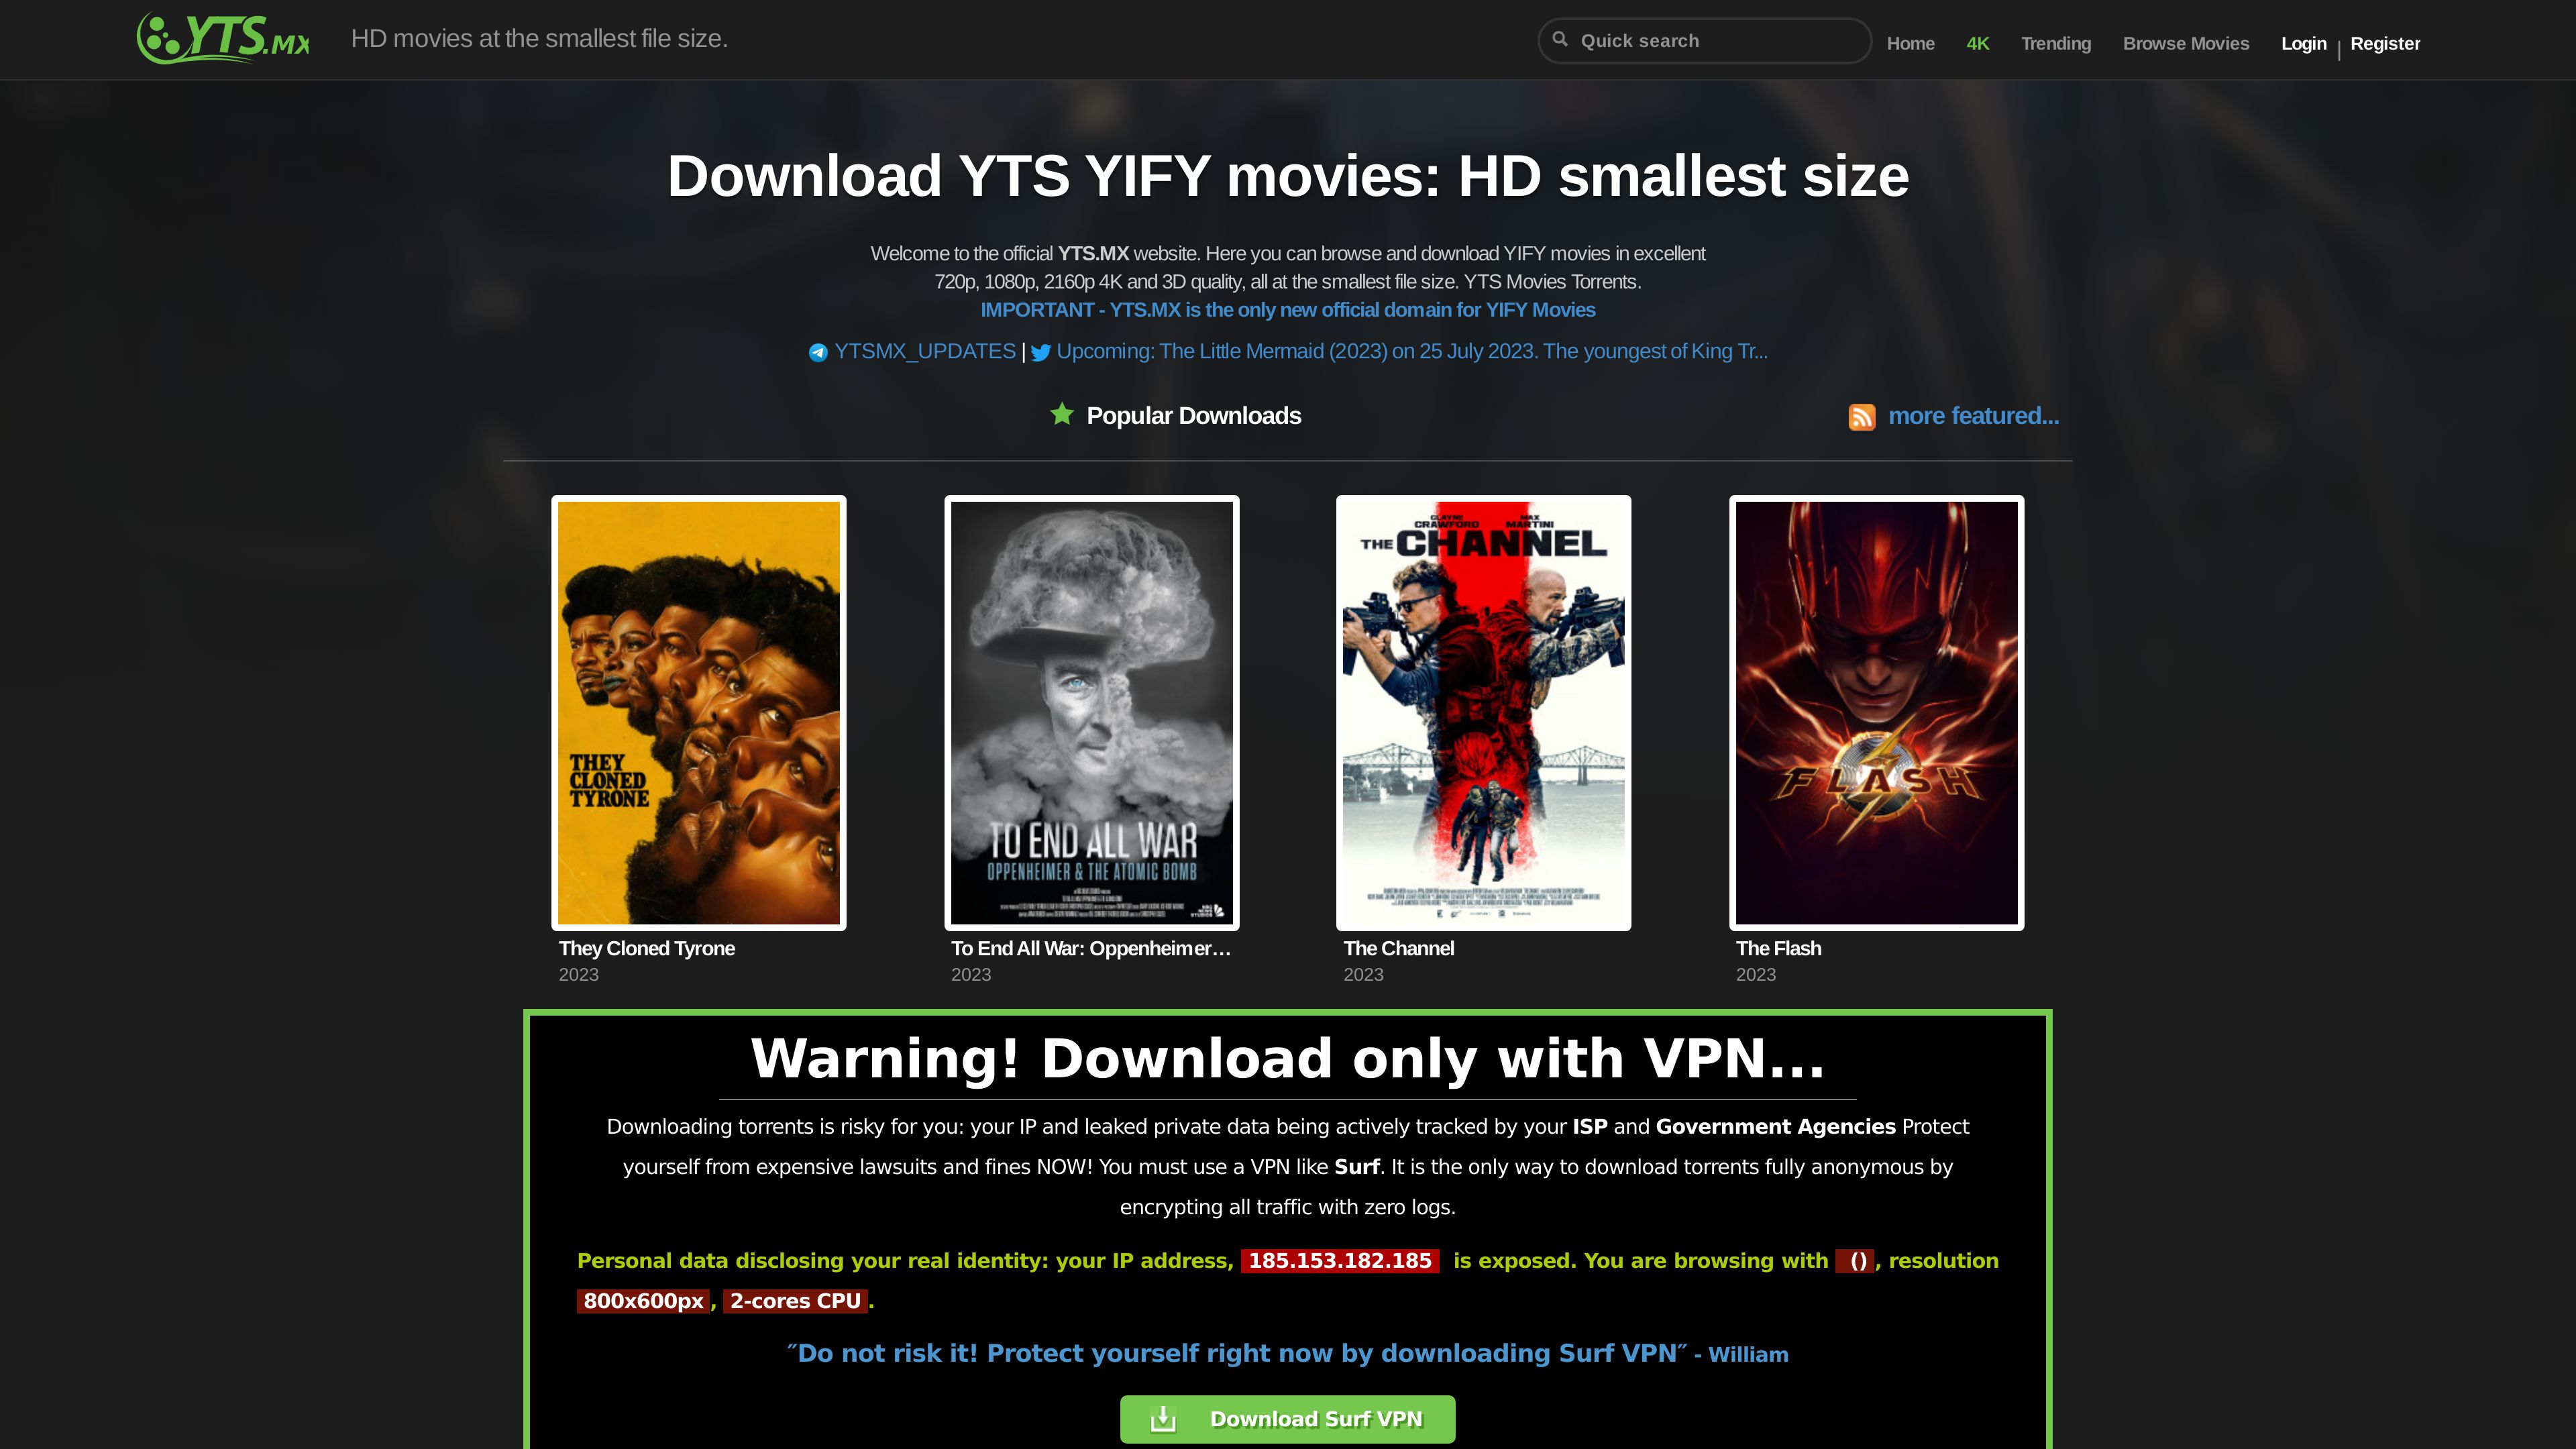 YTS.MX
HD movies at the smallest file size.
Quick search
Home
4K
Trending
Browse Movies
Login | Register
Download YTS YIFY movies: HD smallest size
Welcome to the official YTS.MX website. Here you can browse and download YIFY movies in excellent
720p, 1080p, 2160p 4K and 3D quality, all at the smallest file size. YTS Movies Torrents.
IMPORTANT - YTS.MX is the only new official domain for YIFY Movies
YTSMX_UPDATES | Upcoming: The Little Mermaid (2023) on 25 July 2023. The youngest of King Tr...
Popular Downloads
more featured...
THEY
CLONED
TYRONE
TO END ALL WAR
OPPENHEIMER & THE ATOMIC BOMB
CLAYNE
CRAWFORD
MAX
MARTINI
THE CHANNEL
FLASH
They Cloned Tyrone
2023
To End All War: Oppenheimer…
2023
The Channel
2023
The Flash
2023
Warning! Download only with VPN...
Downloading torrents is risky for you: your IP and leaked private data being actively tracked by your ISP and Government Agencies Protect
yourself from expensive lawsuits and fines NOW! You must use a VPN like Surf. It is the only way to download torrents fully anonymous by
encrypting all traffic with zero logs.
Personal data disclosing your real identity: your IP address, 185.153.182.185 is exposed. You are browsing with (), resolution
800x600px, 2-cores CPU.
″Do not risk it! Protect yourself right now by downloading Surf VPN″ - William
Download Surf VPN